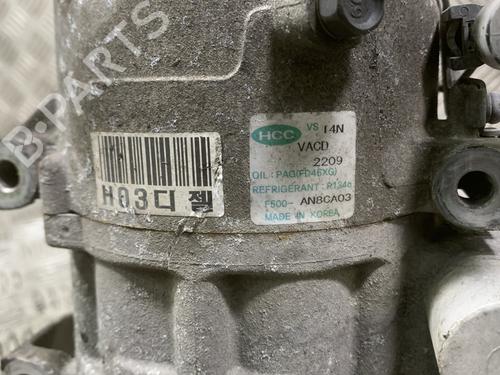 B-PARTS
HCC VS 14N
VACD
2209
OIL : PAG(FD46XG)
REFRIGERANT : R134a
F500- AN8CA03
MADE IN KOREA
H03디젤